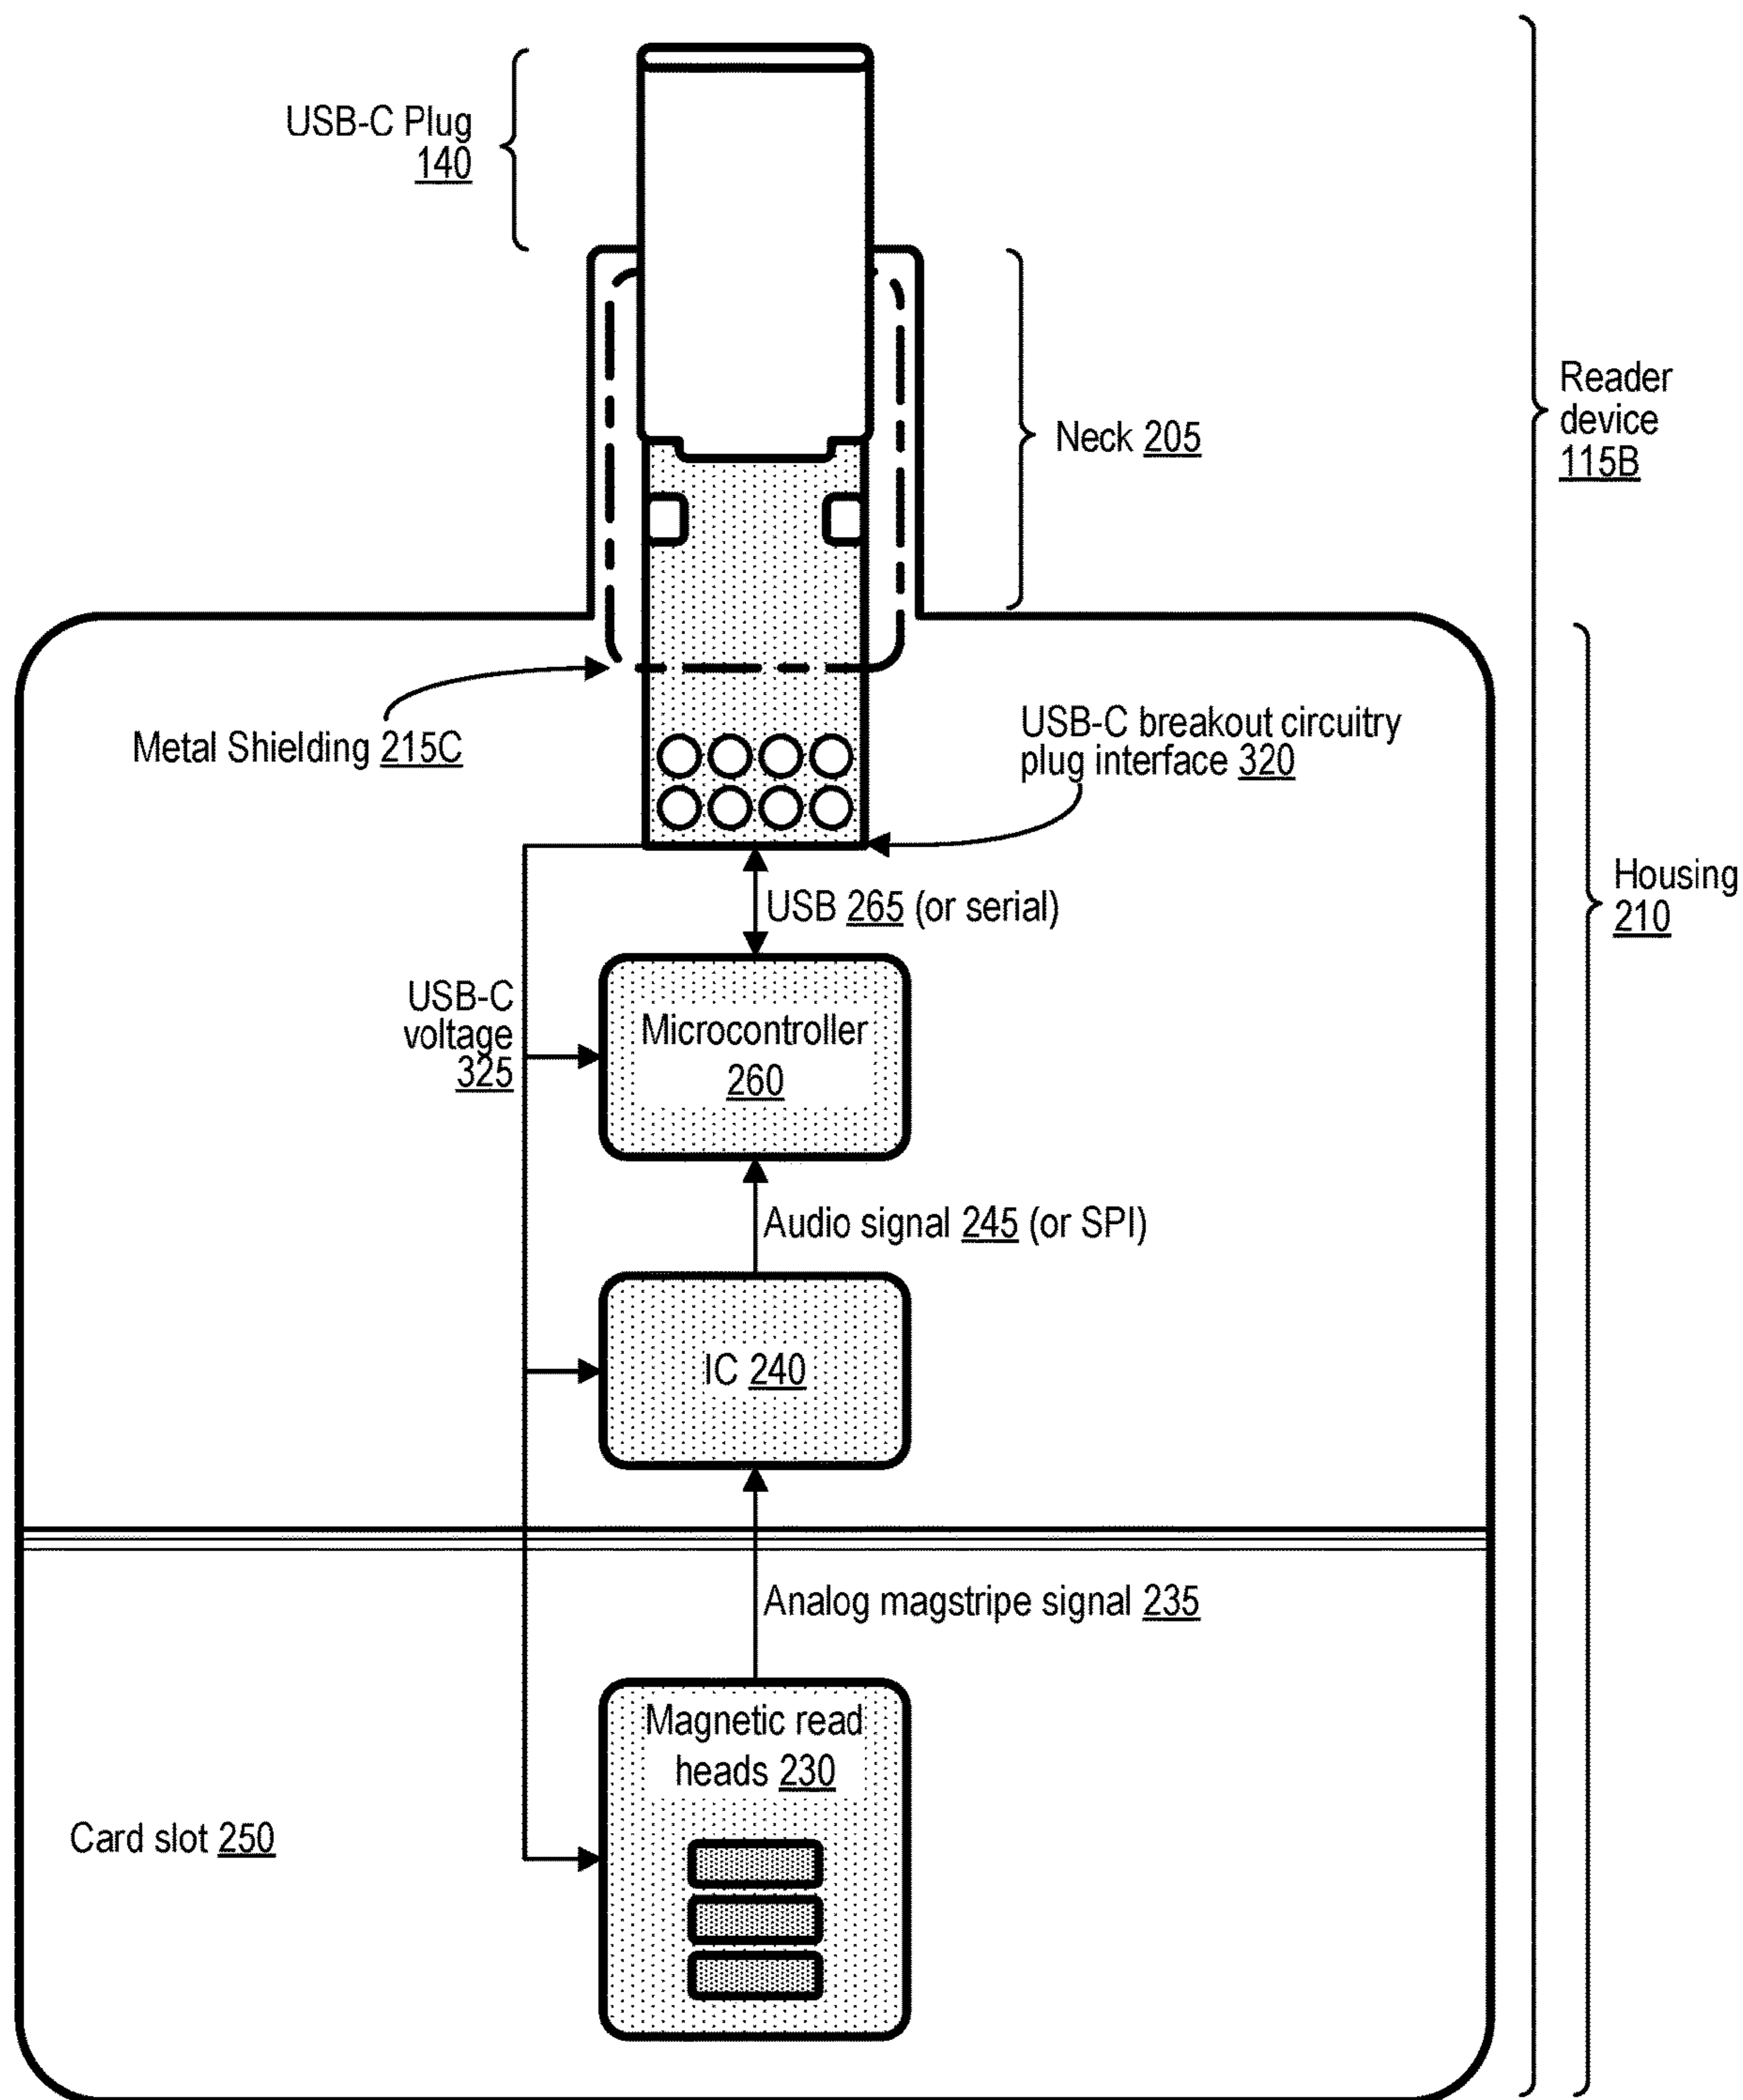 USB-C Plug
140
Neck 205
Reader
device
115B
Metal Shielding 215C
USB-C breakout circuitry
plug interface 320
Housing
210
USB 265 (or serial)
USB-C
voltage
325
Microcontroller
260
Audio signal 245 (or SPI)
IC 240
Analog magstripe signal 235
Magnetic read
heads 230
Card slot 250